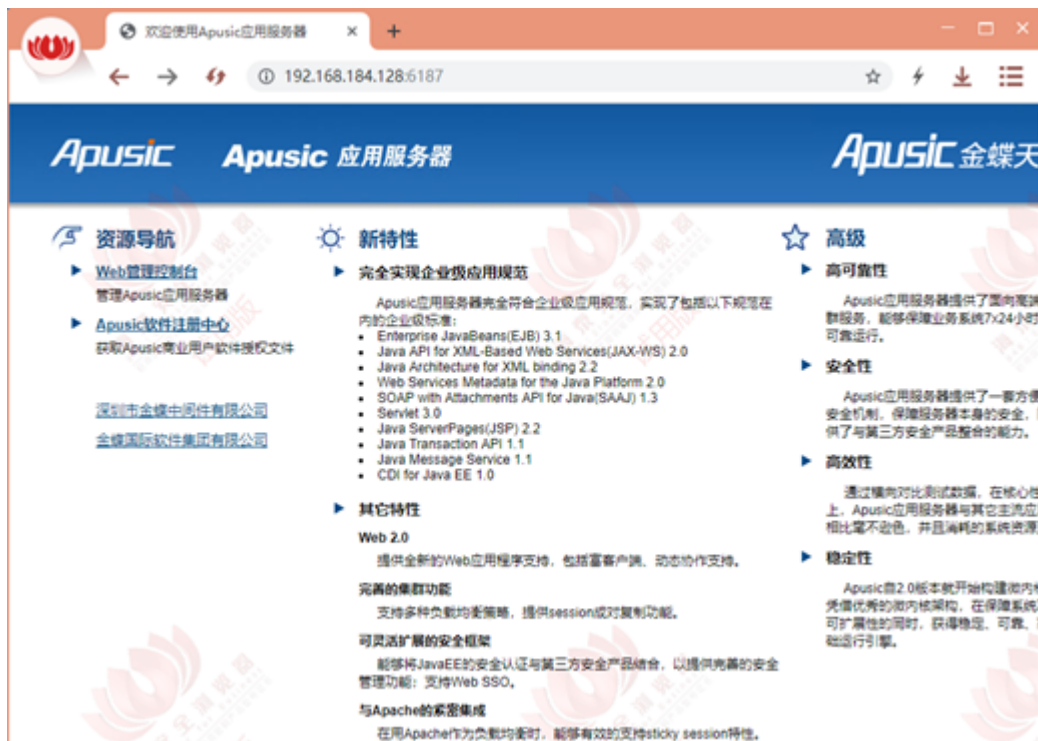 欢迎使用Apusic应用服务器
192.168.184.128:6187
Apusic Apusic 应用服务器
Apusic 金蝶天
资源导航
Web管理控制台
管理Apusic应用服务器
Apusic软件注册中心
获取Apusic商业用户软件授权文件
深圳市金蝶中间件有限公司
金蝶国际软件集团有限公司
新特性
完全实现企业级应用规范
Apusic应用服务器完全符合企业级应用规范，实现了包括以下规范在
内的企业级标准：
Enterprise JavaBeans(EJB) 3.1
Java API for XML-Based Web Services(JAX-WS) 2.0
Java Architecture for XML binding 2.2
Web Services Metadata for the Java Platform 2.0
SOAP with Attachments API for Java(SAAJ) 1.3
Servlet 3.0
Java ServerPages(JSP) 2.2
Java Transaction API 1.1
Java Message Service 1.1
CDI for Java EE 1.0
其它特性
Web 2.0
提供全新的Web应用程序支持，包括富客户端、动态协作支持。
完善的集群功能
支持多种负载均衡策略，提供session成对复制功能。
可灵活扩展的安全框架
能够将JavaEE的安全认证与第三方安全产品结合，以提供完善的安全
管理功能；支持Web SSO。
与Apache的紧密集成
在用Apache作为负载均衡时，能够有效的支持sticky session特性。
高级
高可靠性
Apusic应用服务器提供了面向高端
群服务，能够保障业务系统7x24小时
可靠运行。
安全性
Apusic应用服务器提供了一套方便
安全机制，保障服务器本身的安全，
供了与第三方安全产品整合的能力。
高效性
通过横向对比测试数据，在核心性
上，Apusic应用服务器与其它主流应
相比毫不逊色，并且消耗的系统资源
稳定性
Apusic自2.0版本就开始构建微内核
凭借优秀的微内核架构，在保障系统
可扩展性的同时，获得稳定、可靠、
础运行引擎。